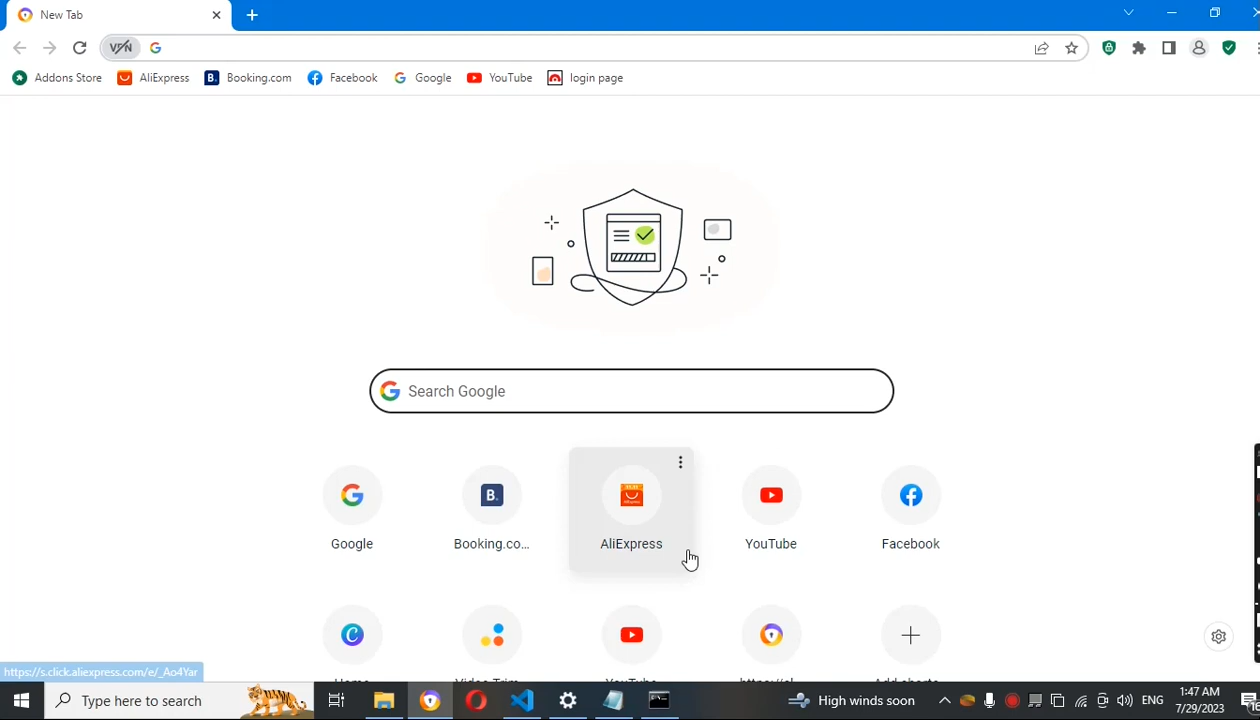 New Tab
VPN
Addons Store
AliExpress
Booking.com
Facebook
Google
YouTube
login page
Search Google
Google
Booking.co...
AliExpress
YouTube
Facebook
https://s.click.aliexpress.com/e/_Ao4Yar
Type here to search
High winds soon
ENG
1:47 AM
7/29/2023